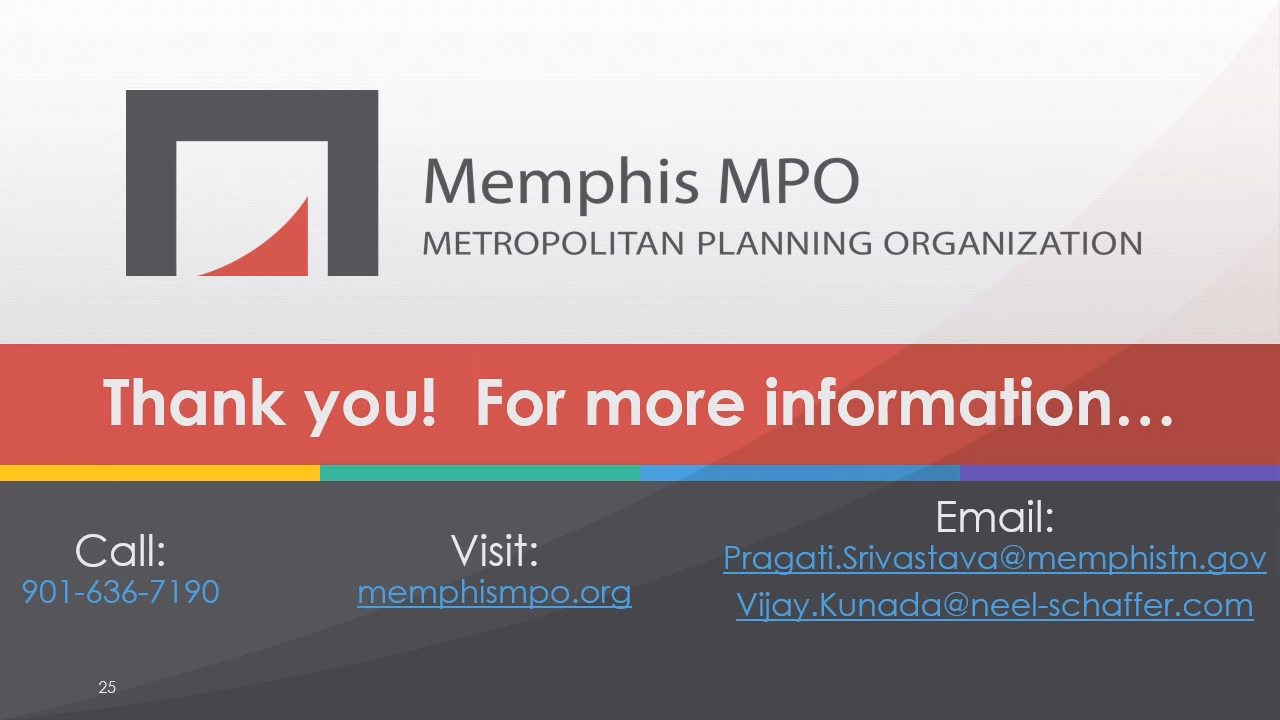 Memphis MPO
METROPOLITAN PLANNING ORGANIZATION
Thank you!  For more information…
Call:
901-636-7190
Visit:
memphismpo.org
Email:
Pragati.Srivastava@memphistn.gov
Vijay.Kunada@neel-schaffer.com
25